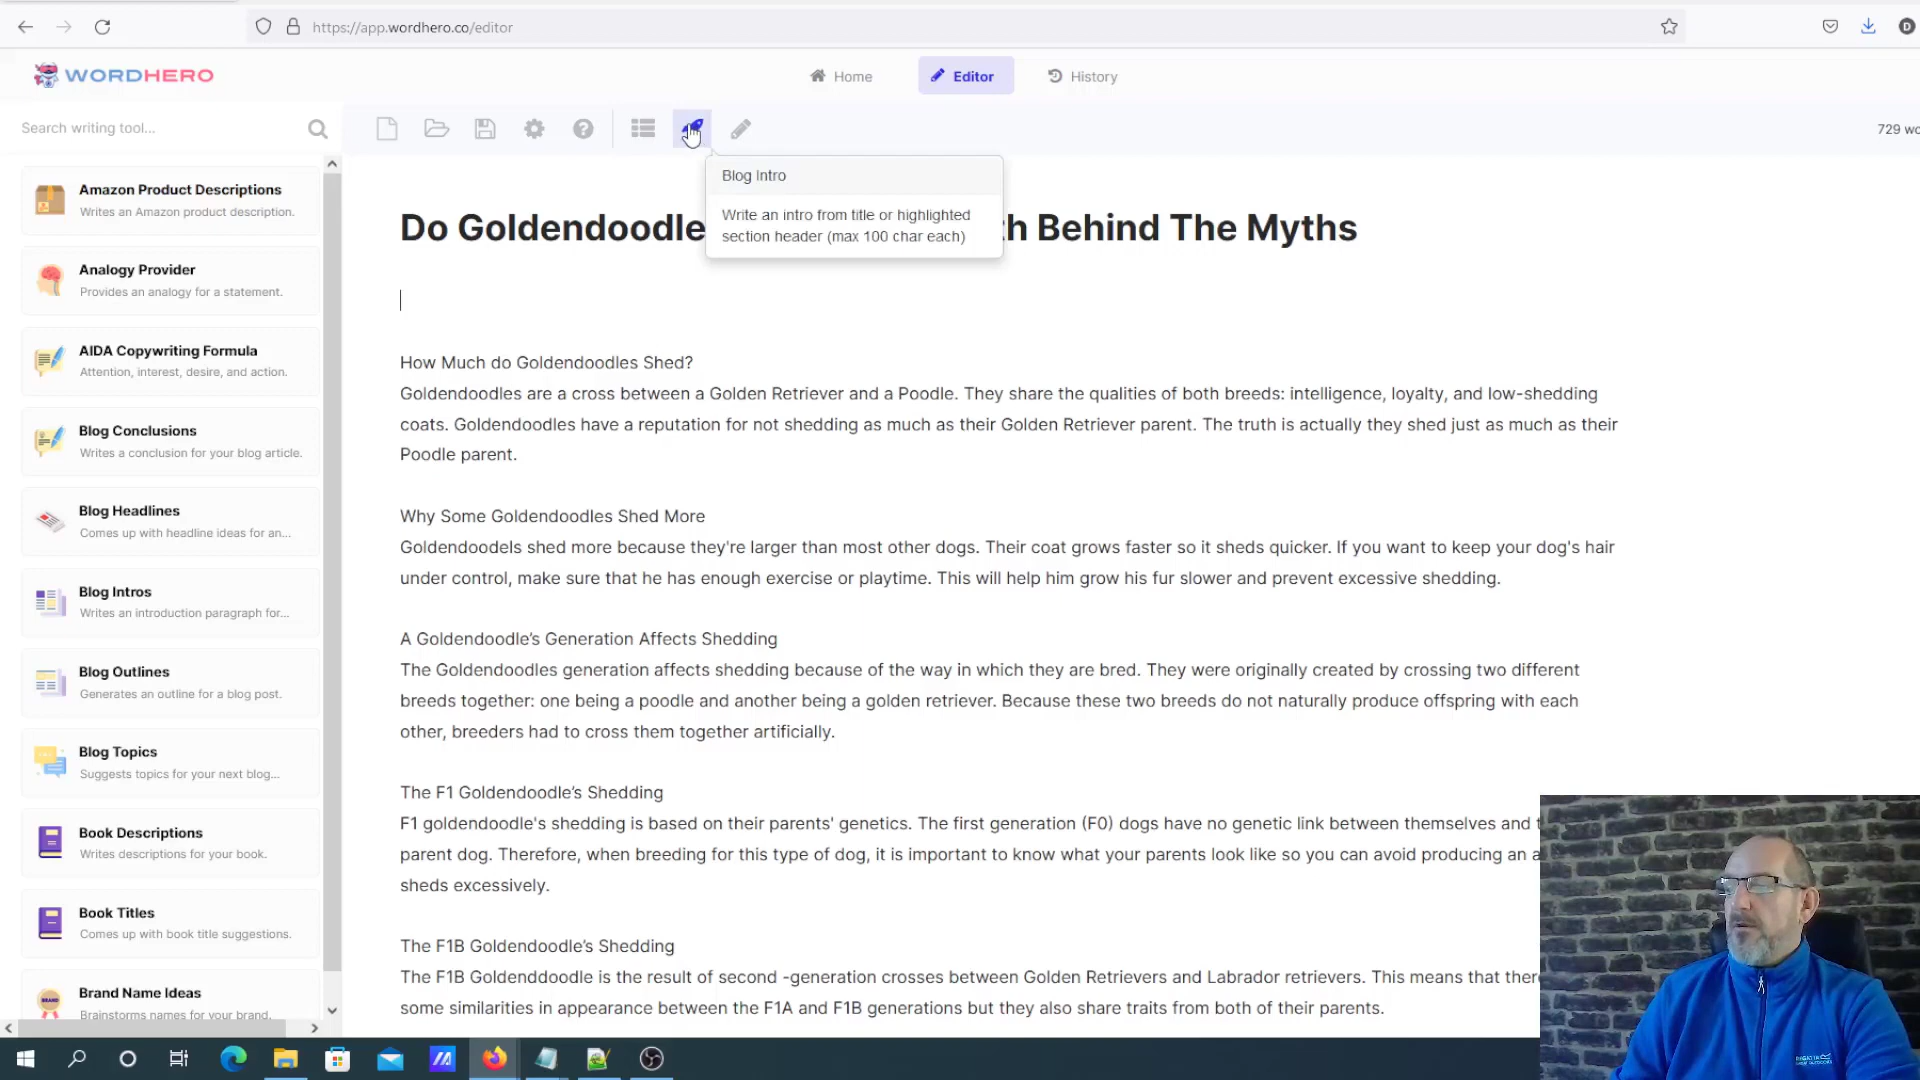 https://app.wordhero.co/editor
D
WORDHERO
Home
Editor
History
Search writing tool...
729 wo
Blog Intro
Write an intro from title or highlighted
section header (max 100 char each)
Do Goldendoodle th Behind The Myths
Amazon Product Descriptions
Writes an Amazon product description.
Analogy Provider
Provides an analogy for a statement.
AIDA Copywriting Formula
Attention, interest, desire, and action.
Blog Conclusions
Writes a conclusion for your blog article.
Blog Headlines
Comes up with headline ideas for an...
Blog Intros
Writes an introduction paragraph for...
Blog Outlines
Generates an outline for a blog post.
Blog Topics
Suggests topics for your next blog...
Book Descriptions
Writes descriptions for your book.
Book Titles
Comes up with book title suggestions.
BRAND
Brand Name Ideas
Brainstorms names for your brand.
How Much do Goldendoodles Shed?
Goldendoodles are a cross between a Golden Retriever and a Poodle. They share the qualities of both breeds: intelligence, loyalty, and low-shedding
coats. Goldendoodles have a reputation for not shedding as much as their Golden Retriever parent. The truth is actually they shed just as much as their
Poodle parent.
Why Some Goldendoodles Shed More
Goldendoodels shed more because they're larger than most other dogs. Their coat grows faster so it sheds quicker. If you want to keep your dog's hair
under control, make sure that he has enough exercise or playtime. This will help him grow his fur slower and prevent excessive shedding.
A Goldendoodle’s Generation Affects Shedding
The Goldendoodles generation affects shedding because of the way in which they are bred. They were originally created by crossing two different
breeds together: one being a poodle and another being a golden retriever. Because these two breeds do not naturally produce offspring with each
other, breeders had to cross them together artificially.
The F1 Goldendoodle’s Shedding
F1 goldendoodle's shedding is based on their parents' genetics. The first generation (F0) dogs have no genetic link between themselves and t
parent dog. Therefore, when breeding for this type of dog, it is important to know what your parents look like so you can avoid producing an a
sheds excessively.
The F1B Goldendoodle’s Shedding
The F1B Goldenddoodle is the result of second -generation crosses between Golden Retrievers and Labrador retrievers. This means that there
some similarities in appearance between the F1A and F1B generations but they also share traits from both of their parents.
REGATTA